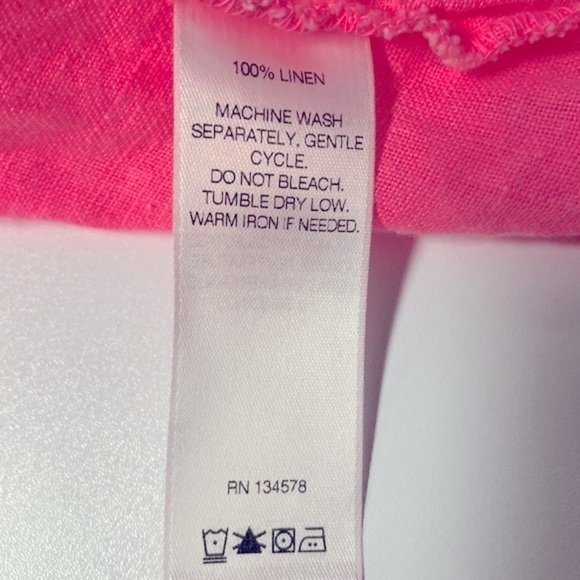 100% LINEN
MACHINE WASH
SEPARATELY, GENTLE
CYCLE.
DO NOT BLEACH.
TUMBLE DRY LOW.
WARM IRON IF NEEDED.
RN 134578